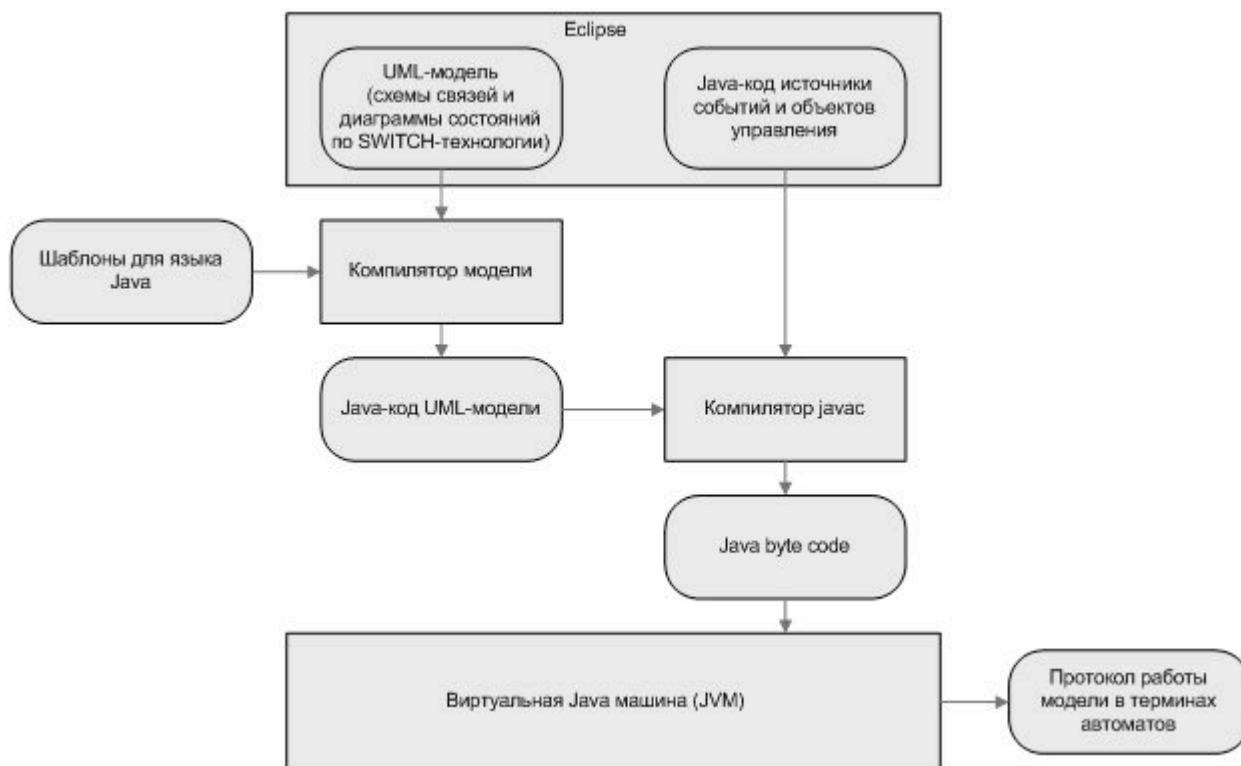 Eclipse
UML-модель
(схемы связей и
диаграммы состояний
по SWITCH-технологии)
Java-код источники
событий и объектов
управления
Шаблоны для языка
Java
Компилятор модели
Java-код UML-модели
Компилятор javac
Java byte code
Виртуальная Java машина (JVM)
Протокол работы
модели в терминах
автоматов